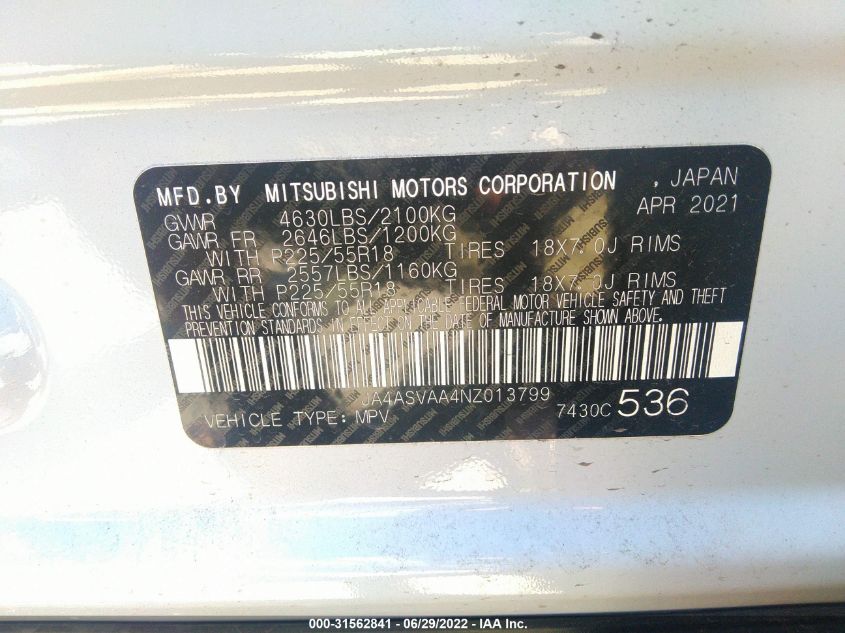 MFD.BY MITSUBISHI MOTORS CORPORATION , JAPAN
GVWR 4630LBS/2100KG APR 2021
GAWR FR 2646LBS/1200KG
WITH P225/55R18 TIRES 18X7.0J RIMS
GAWR RR 2557LBS/1160KG
WITH P225/55R18 TIRES 18X7.0J RIMS
THIS VEHICLE CONFORMS TO ALL APPLICABLE FEDERAL MOTOR VEHICLE SAFETY AND THEFT
PREVENTION STANDARDS IN EFFECT ON THE DATE OF MANUFACTURE SHOWN ABOVE.
JA4ASVAA4NZ013799
VEHICLE TYPE: MPV 7430C 536
000-31562841 - 06/29/2022 - © IAA Inc.